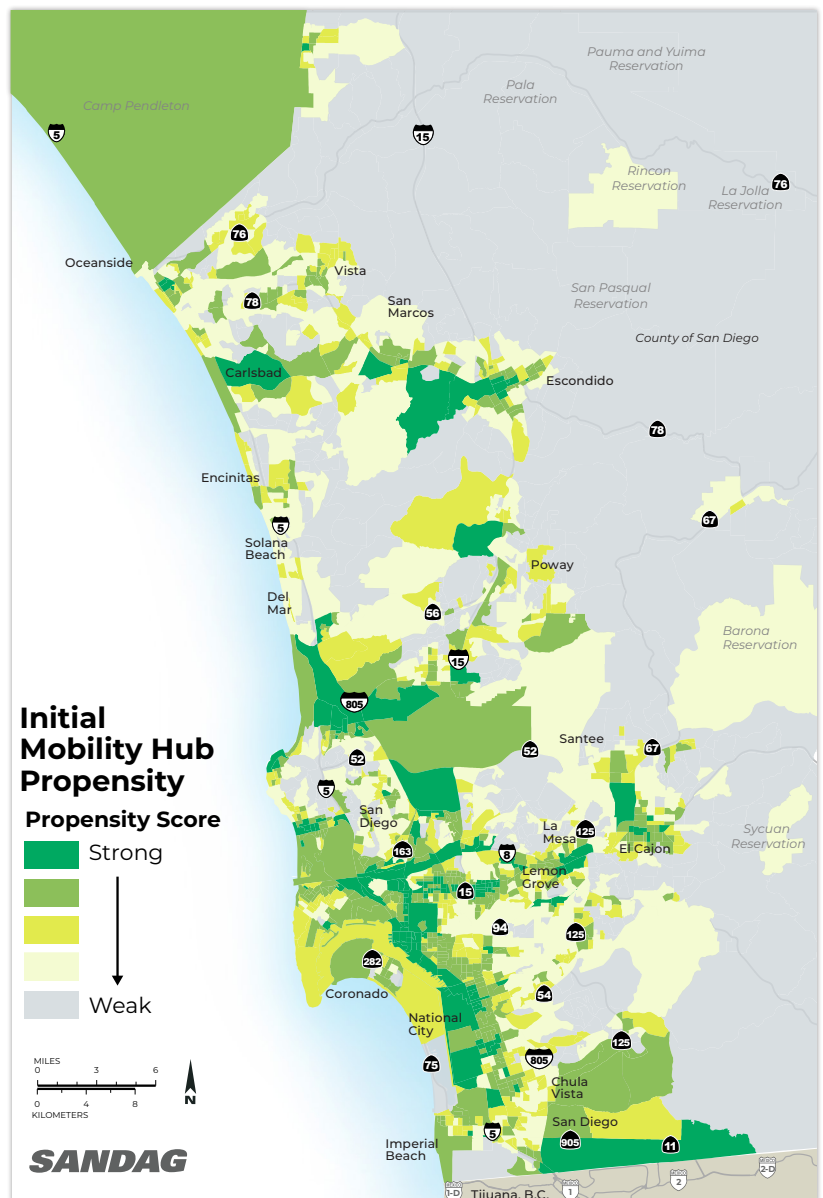 Pauma and Yuima
Reservation
Pala
Reservation
Camp Pendleton
5
15
Rincon
Reservation
76
La Jolla
Reservation
76
Oceanside
Vista
San Pasqual
Reservation
78
San
Marcos
County of San Diego
Carlsbad
Escondido
78
Encinitas
67
5
Solana
Beach
Poway
Del
Mar
56
Barona
Reservation
15
805
Initial
Mobility Hub
Propensity
Santee
67
52
52
5
Propensity Score
San
Diego
La
Mesa
125
Sycuan
Reservation
El Cajon
Strong
163
8
Lemon
Grove
15
94
125
282
Coronado
54
Weak
National
City
125
805
75
MILES
0 3 6
0 4 8
KILOMETERS
N
Chula
Vista
San Diego
5
905
11
Imperial
Beach
SANDAG
1-D
Tijuana, B.C.
1
2
2-D